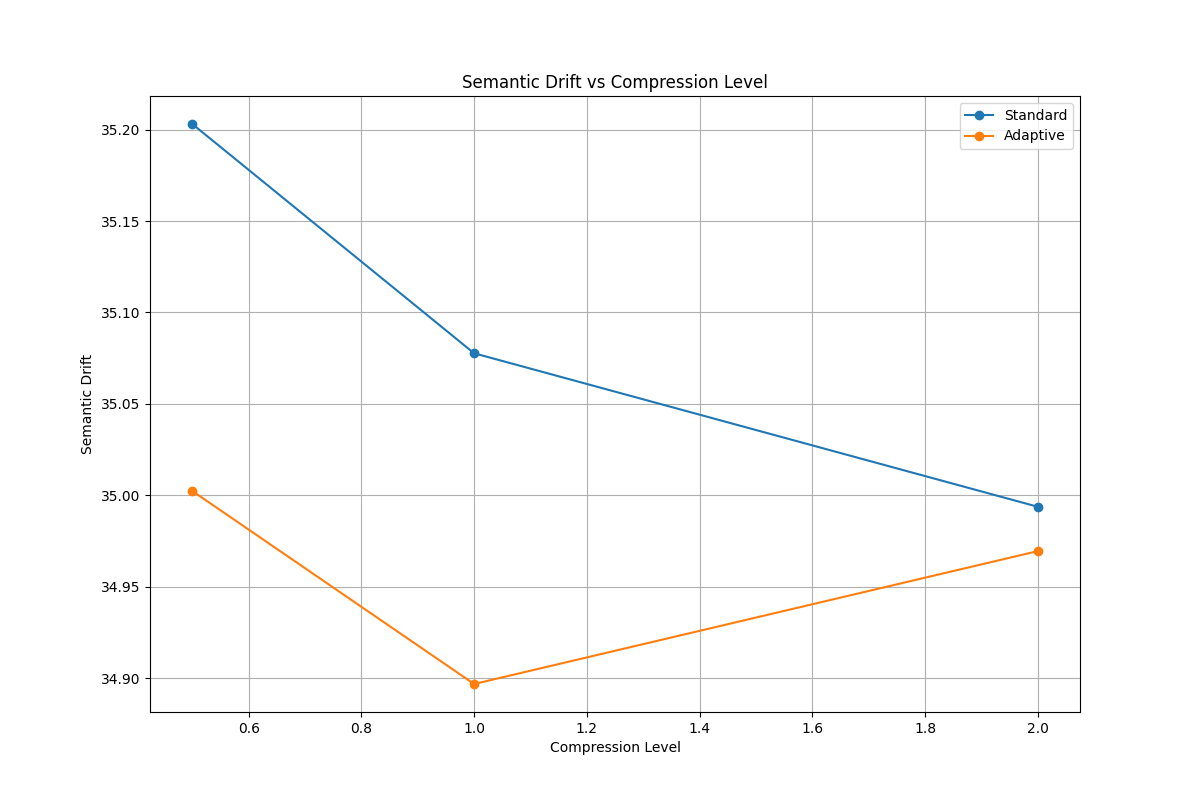 Semantic Drift vs Compression Level
Standard
Adaptive
35.20
35.15
35.10
35.05
35.00
34.95
34.90
Semantic Drift
0.6 0.8 1.0 1.2 1.4 1.6 1.8 2.0
Compression Level